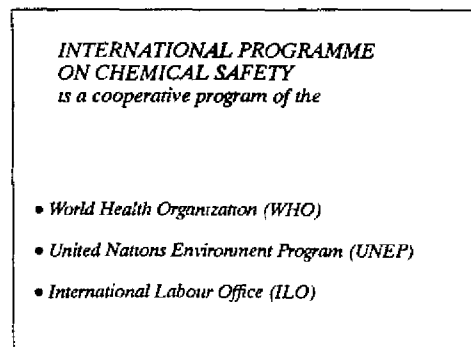 INTERNATIONAL PROGRAMME
ON CHEMICAL SAFETY
is a cooperative program of the
• World Health Organization (WHO)
• United Nations Environment Program (UNEP)
• International Labour Office (ILO)